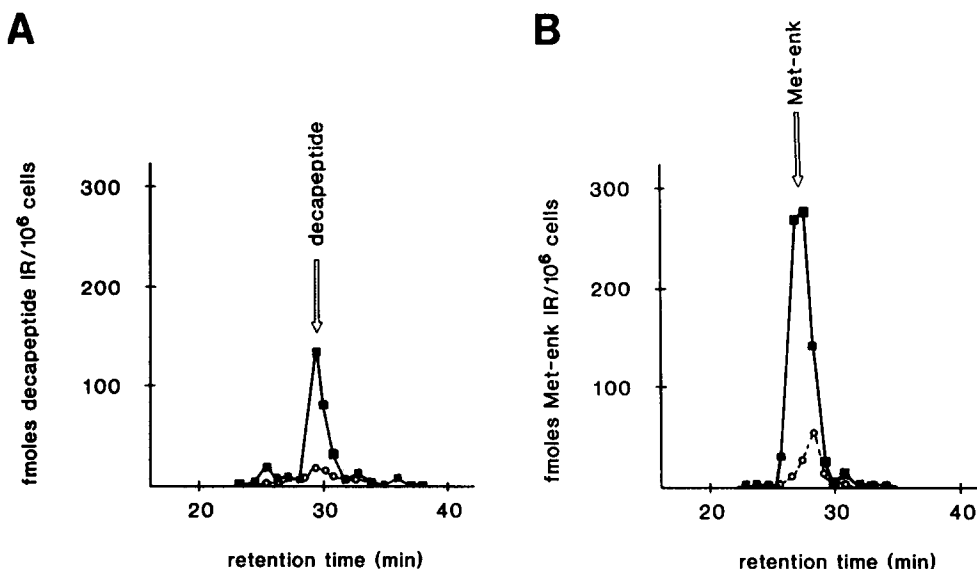 A
fmoles decapeptide IR/10⁶ cells
300
200
100
decapeptide
20
30
40
retention time (min)
B
fmoles Met-enk IR/10⁶ cells
300
200
100
Met-enk
20
30
40
retention time (min)